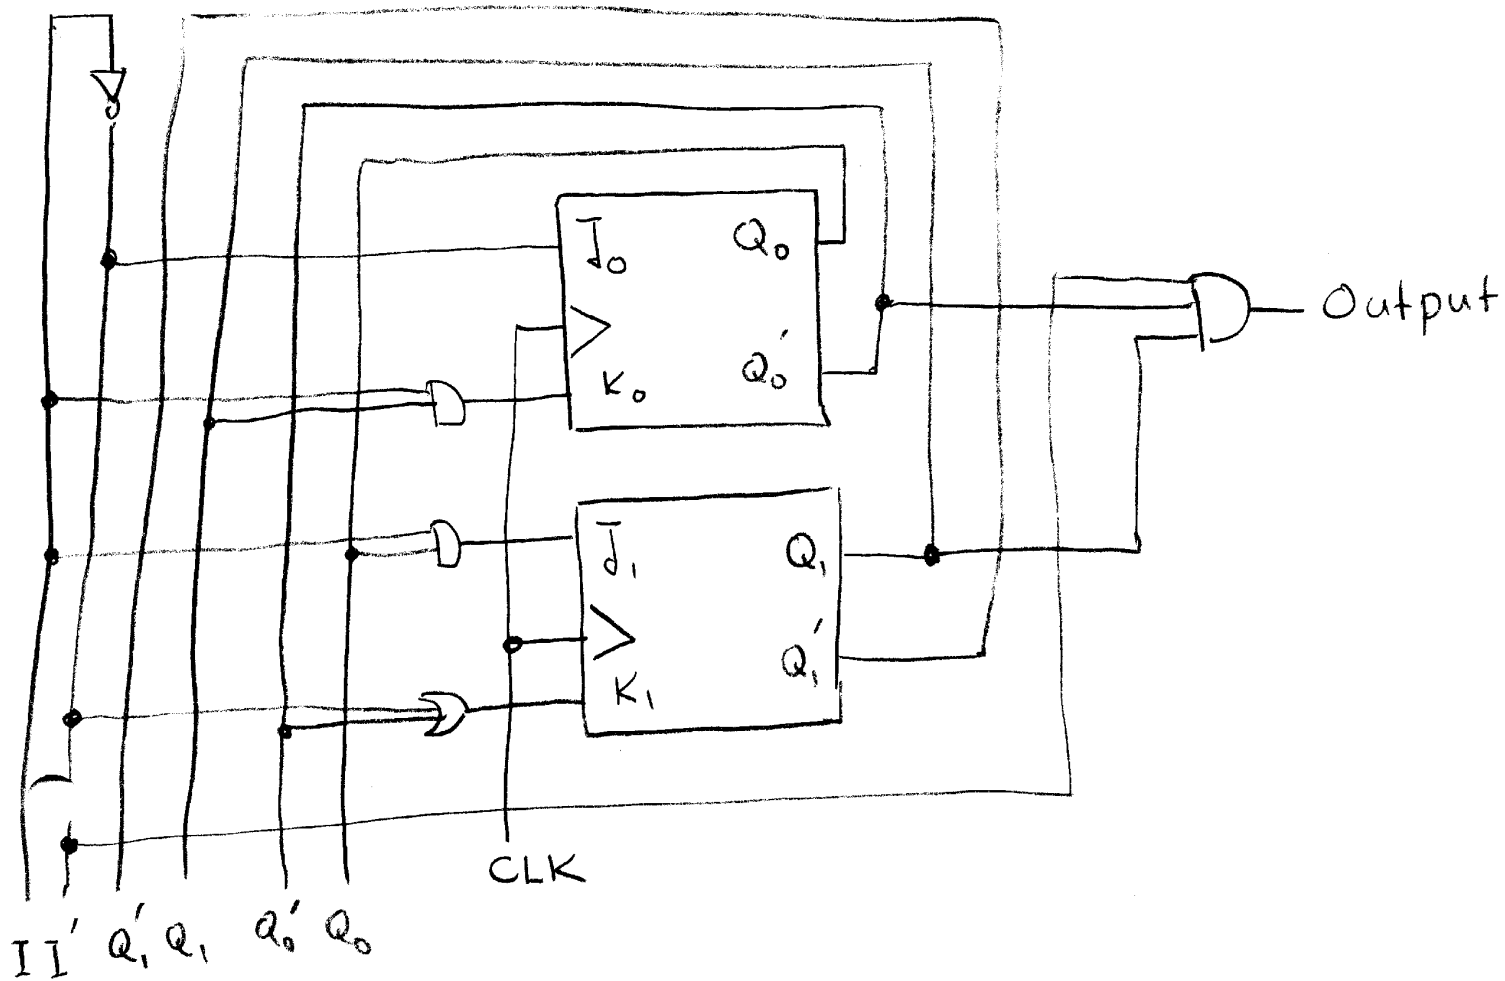 J₀ Q₀
K₀ Q₀'
Output
J₁ Q₁
K₁ Q₁'
CLK
I I' Q₁' Q₁ Q₀' Q₀